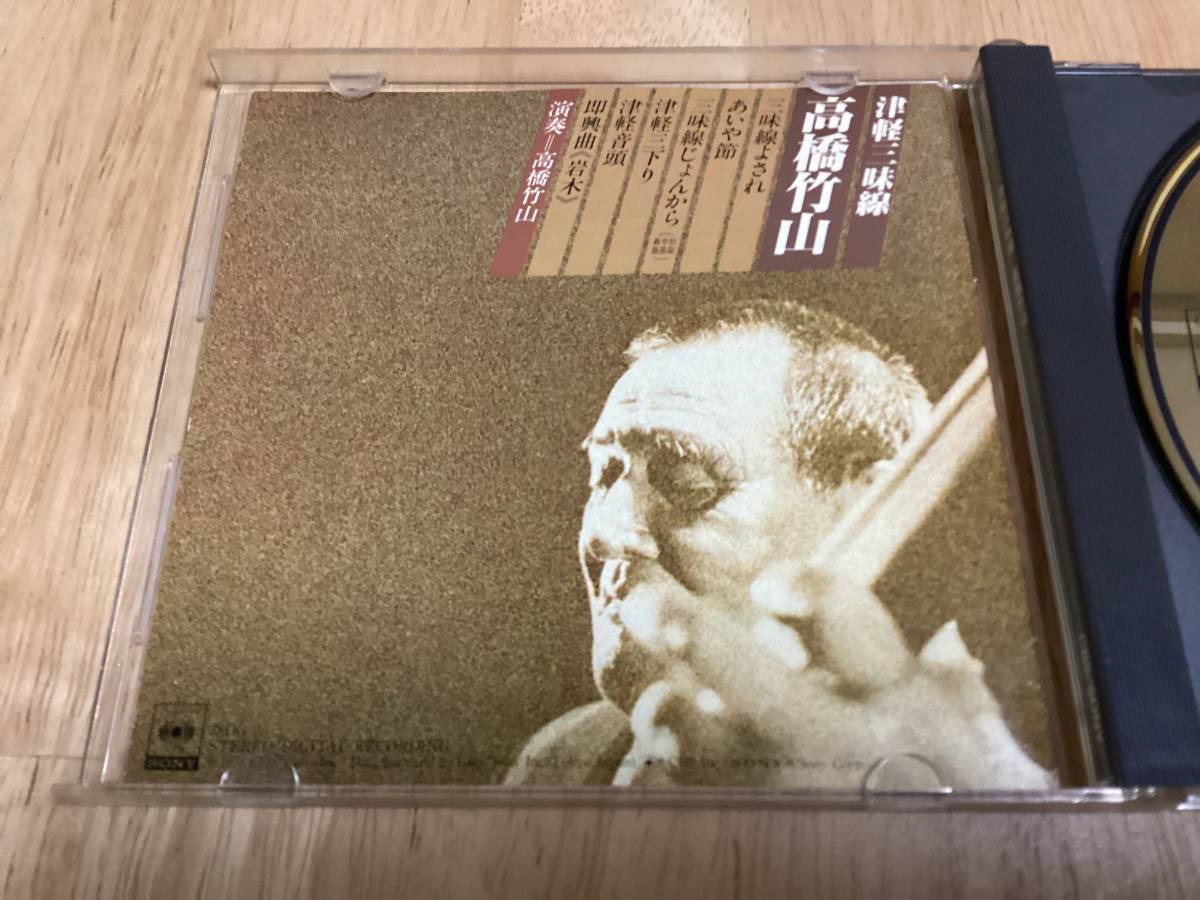 津軽三味線
高橋竹山
三味線よされ
あいや節
三味線じょんから
津軽三下り
津軽音頭
即興曲《岩木》
演奏=高橋竹山
SONY
STEREO/DIGITAL RECORDING